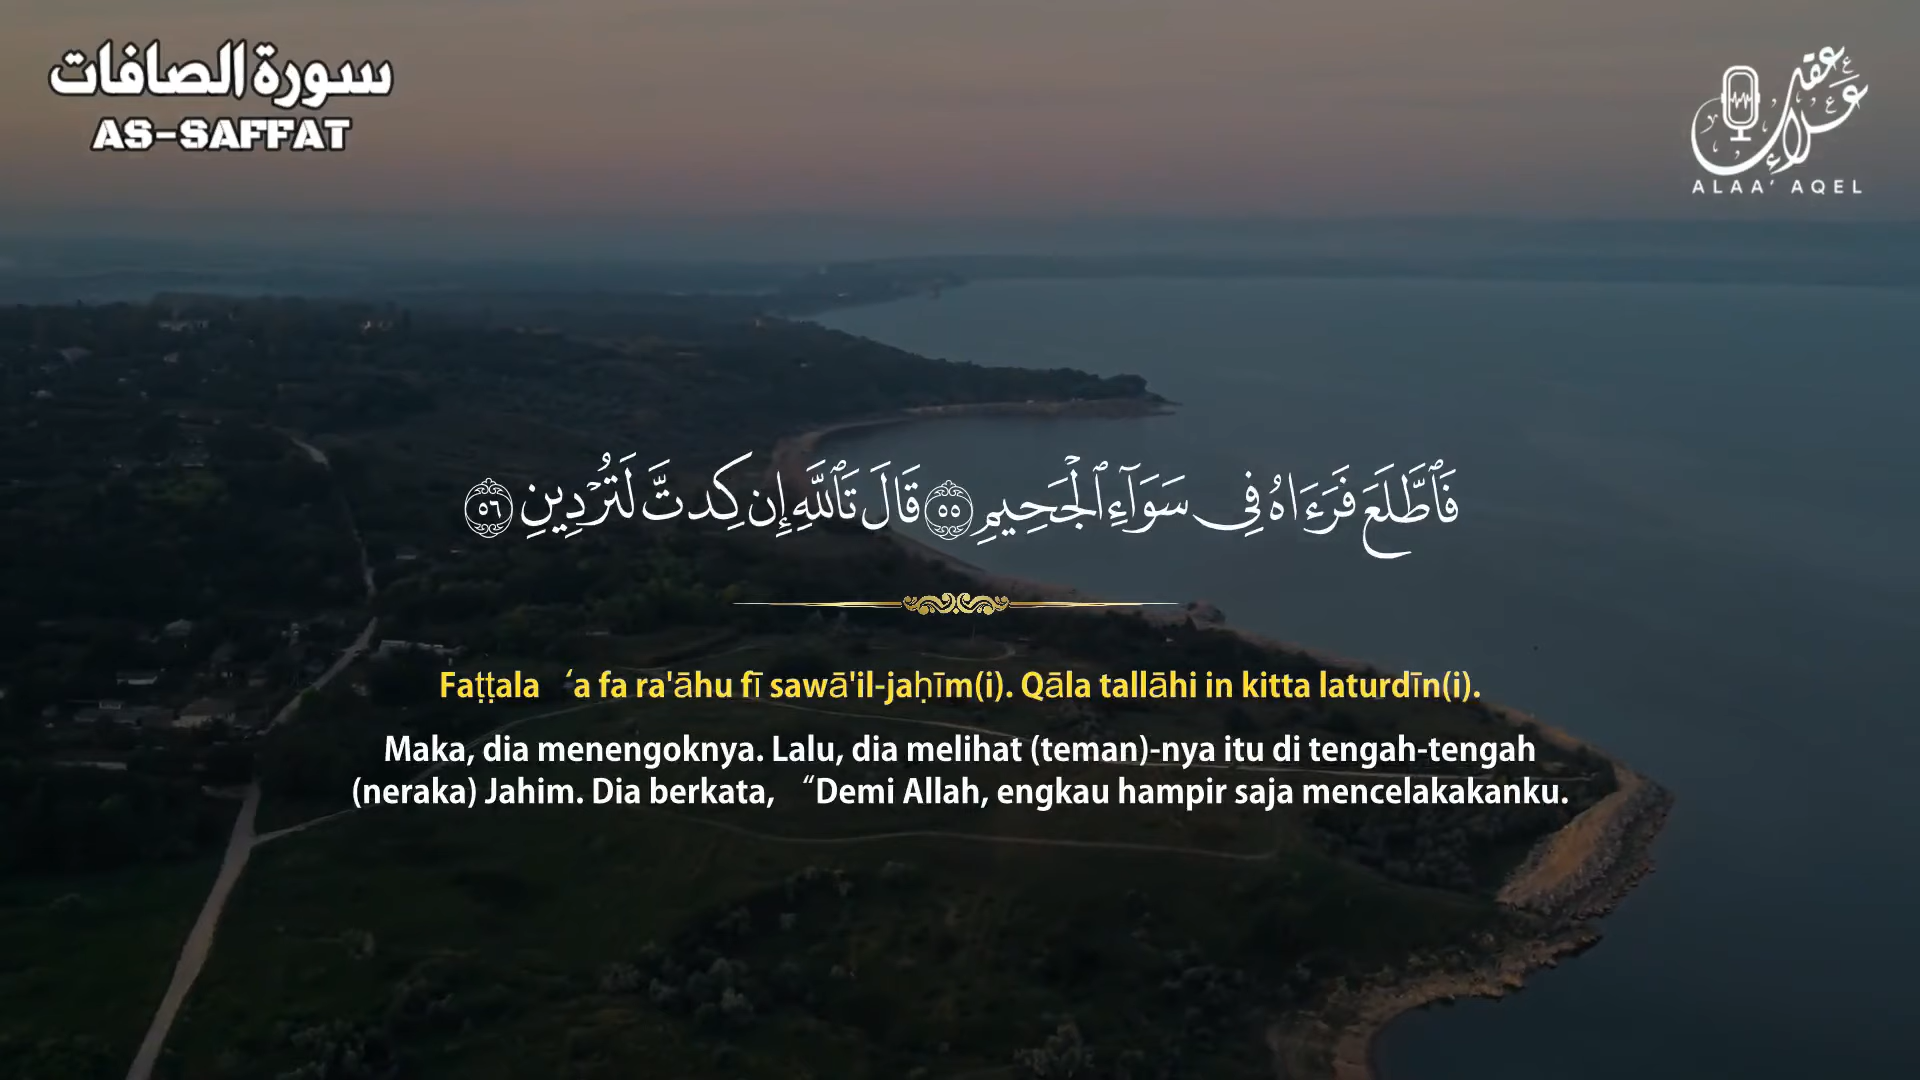 سورة الصافات
AS-SAFFAT
علاء عقل
ALAA' AQEL
فَٱطَّلَعَ فَرَءَاهُ فِى سَوَآءِ ٱلْجَحِيمِ ٥٥ قَالَ تَٱللَّهِ إِن كِدتَّ لَتُرْدِينِ ٥٦
Faṭṭala ‘a fa ra'āhu fī sawā'il-jaḥīm(i). Qāla tallāhi in kitta laturdīn(i).
Maka, dia menengoknya. Lalu, dia melihat (teman)-nya itu di tengah-tengah
(neraka) Jahim. Dia berkata, “Demi Allah, engkau hampir saja mencelakakanku.